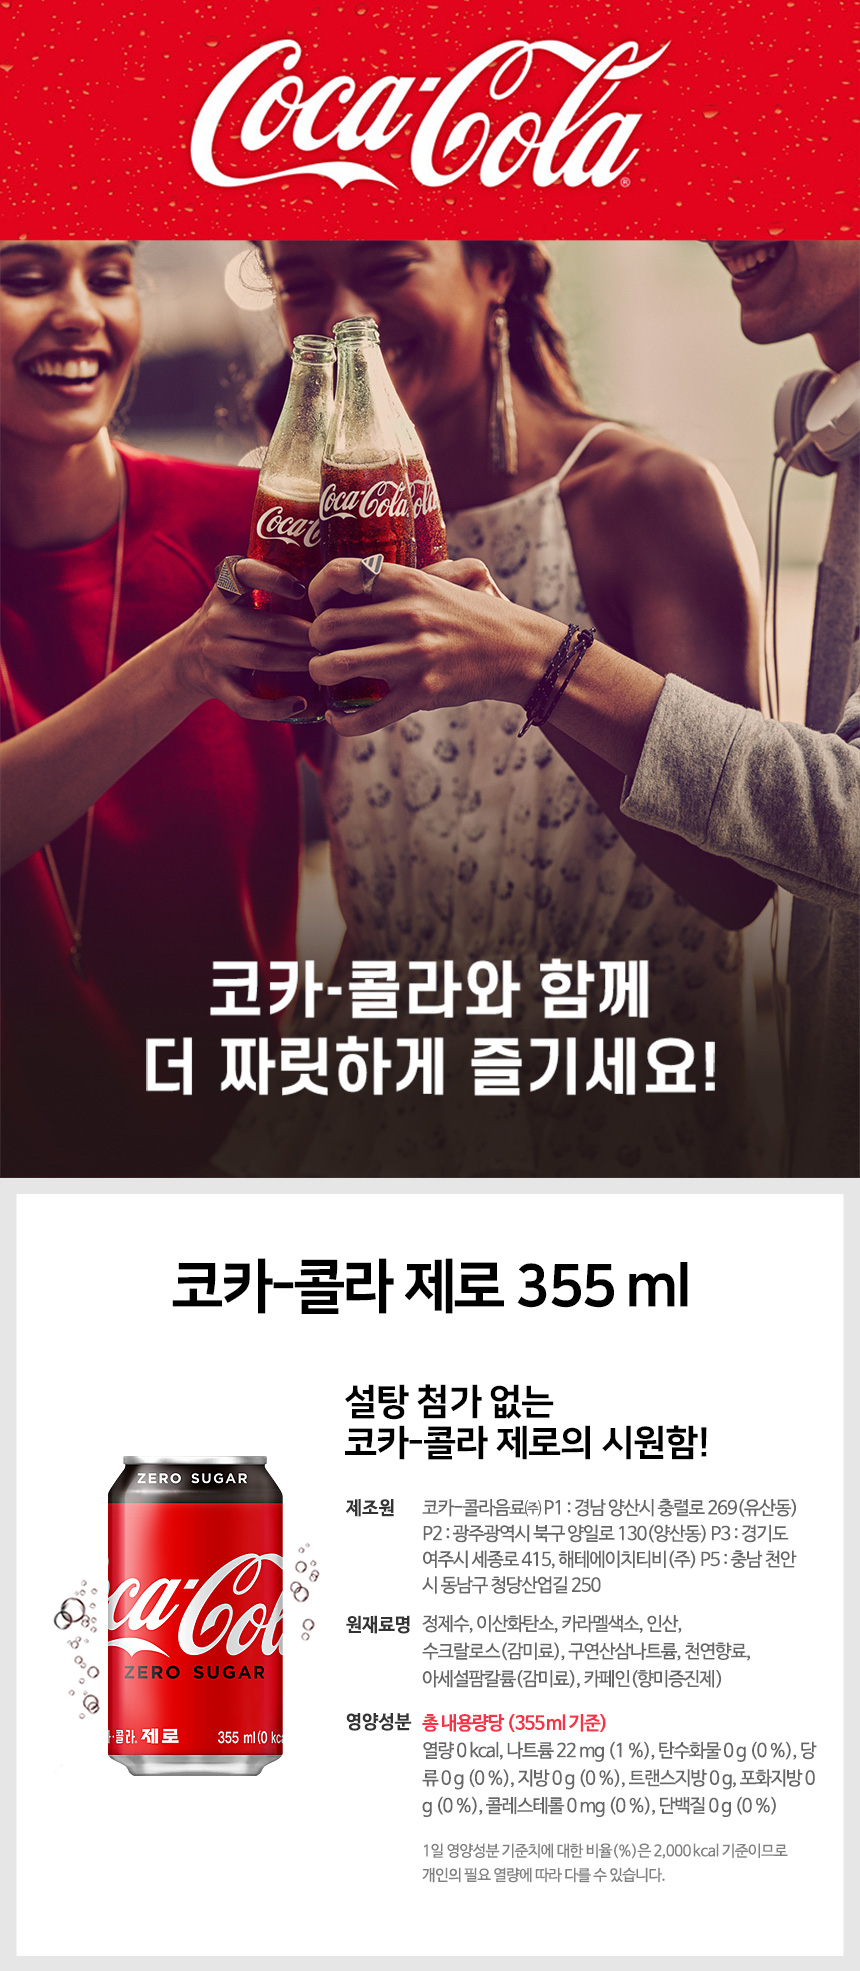 Coca-Cola®
Coca-C
Coca-Cola
ola
코카-콜라와 함께
더 짜릿하게 즐기세요!
코카-콜라 제로 355 ml
설탕 첨가 없는
코카-콜라 제로의 시원함!
ZERO SUGAR
ca-Col
ZERO SUGAR
·콜라. 제로 355 ml (0 kca
제조원 코카-콜라음료㈜ P1 : 경남 양산시 충렬로 269 (유산동)
P2 : 광주광역시 북구 양일로 130 (양산동) P3 : 경기도
여주시 세종로 415, 해테에이치티비 (주) P5 : 충남 천안
시 동남구 청당산업길 250
원재료명 정제수, 이산화탄소, 카라멜색소, 인산,
수크랄로스 (감미료), 구연산삼나트륨, 천연향료,
아세설팜칼륨 (감미료), 카페인 (향미증진제)
영양성분 총 내용량당 (355 ml 기준)
열량 0 kcal, 나트륨 22 mg (1 %), 탄수화물 0 g (0 %), 당
류 0 g (0 %), 지방 0 g (0 %), 트랜스지방 0 g, 포화지방 0
g (0 %), 콜레스테롤 0 mg (0 %), 단백질 0 g (0 %)
1일 영양성분 기준치에 대한 비율 (%) 은 2,000 kcal 기준이므로
개인의 필요 열량에 따라 다를 수 있습니다.